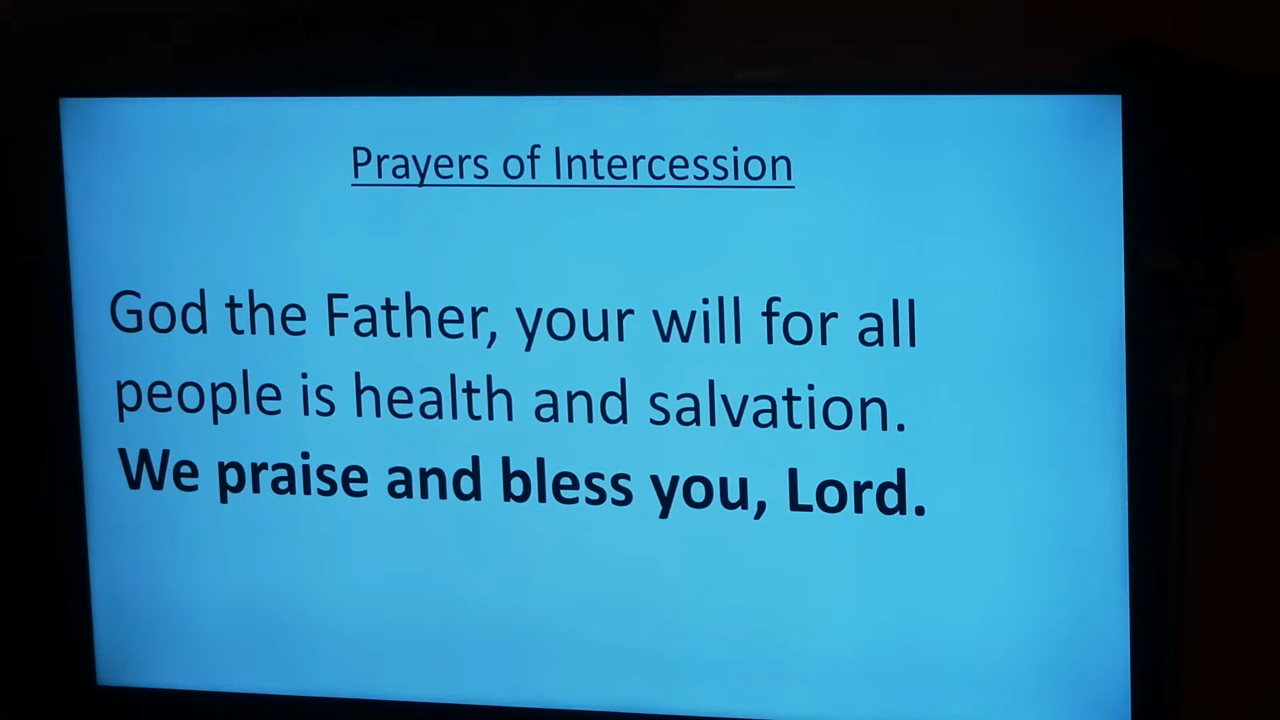 Prayers of Intercession
God the Father, your will for all
people is health and salvation.
We praise and bless you, Lord.